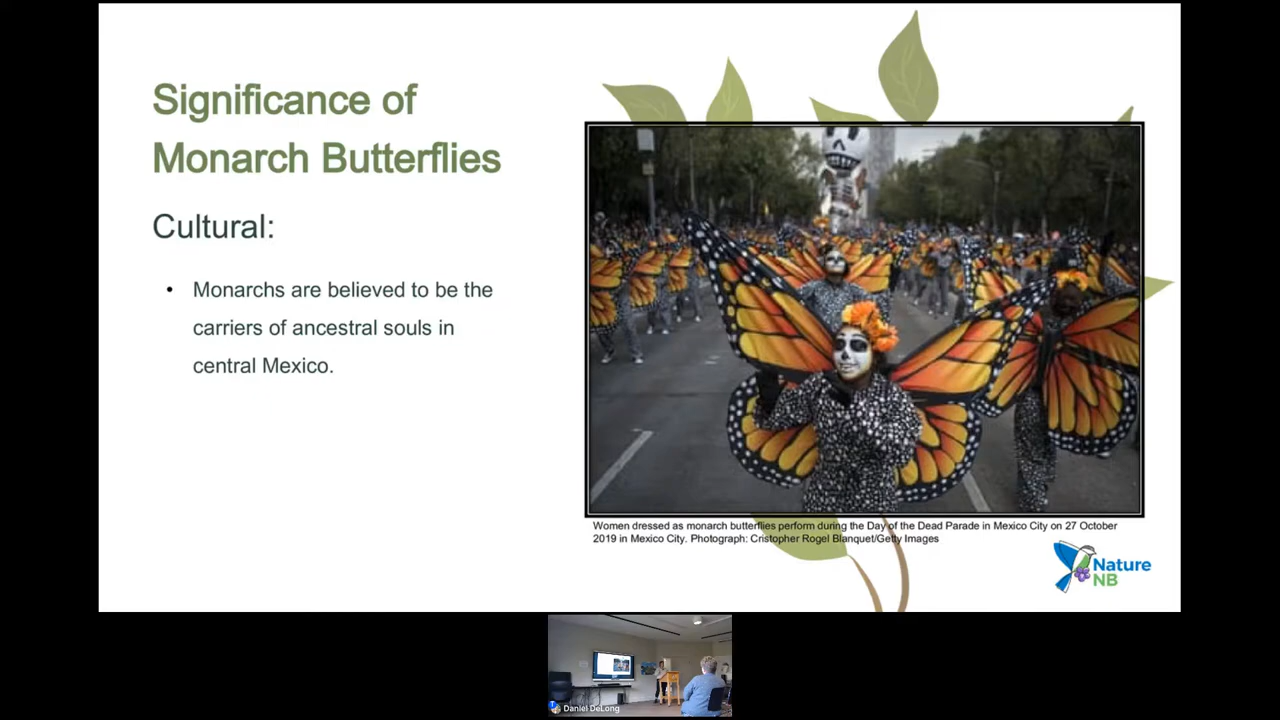 Significance of
Monarch Butterflies
Cultural:
• Monarchs are believed to be the
carriers of ancestral souls in
central Mexico.
Women dressed as monarch butterflies perform during the Day of the Dead Parade in Mexico City on 27 October
2019 in Mexico City. Photograph: Cristopher Rogel Blanquet/Getty Images
Nature
NB
Daniel DeLong